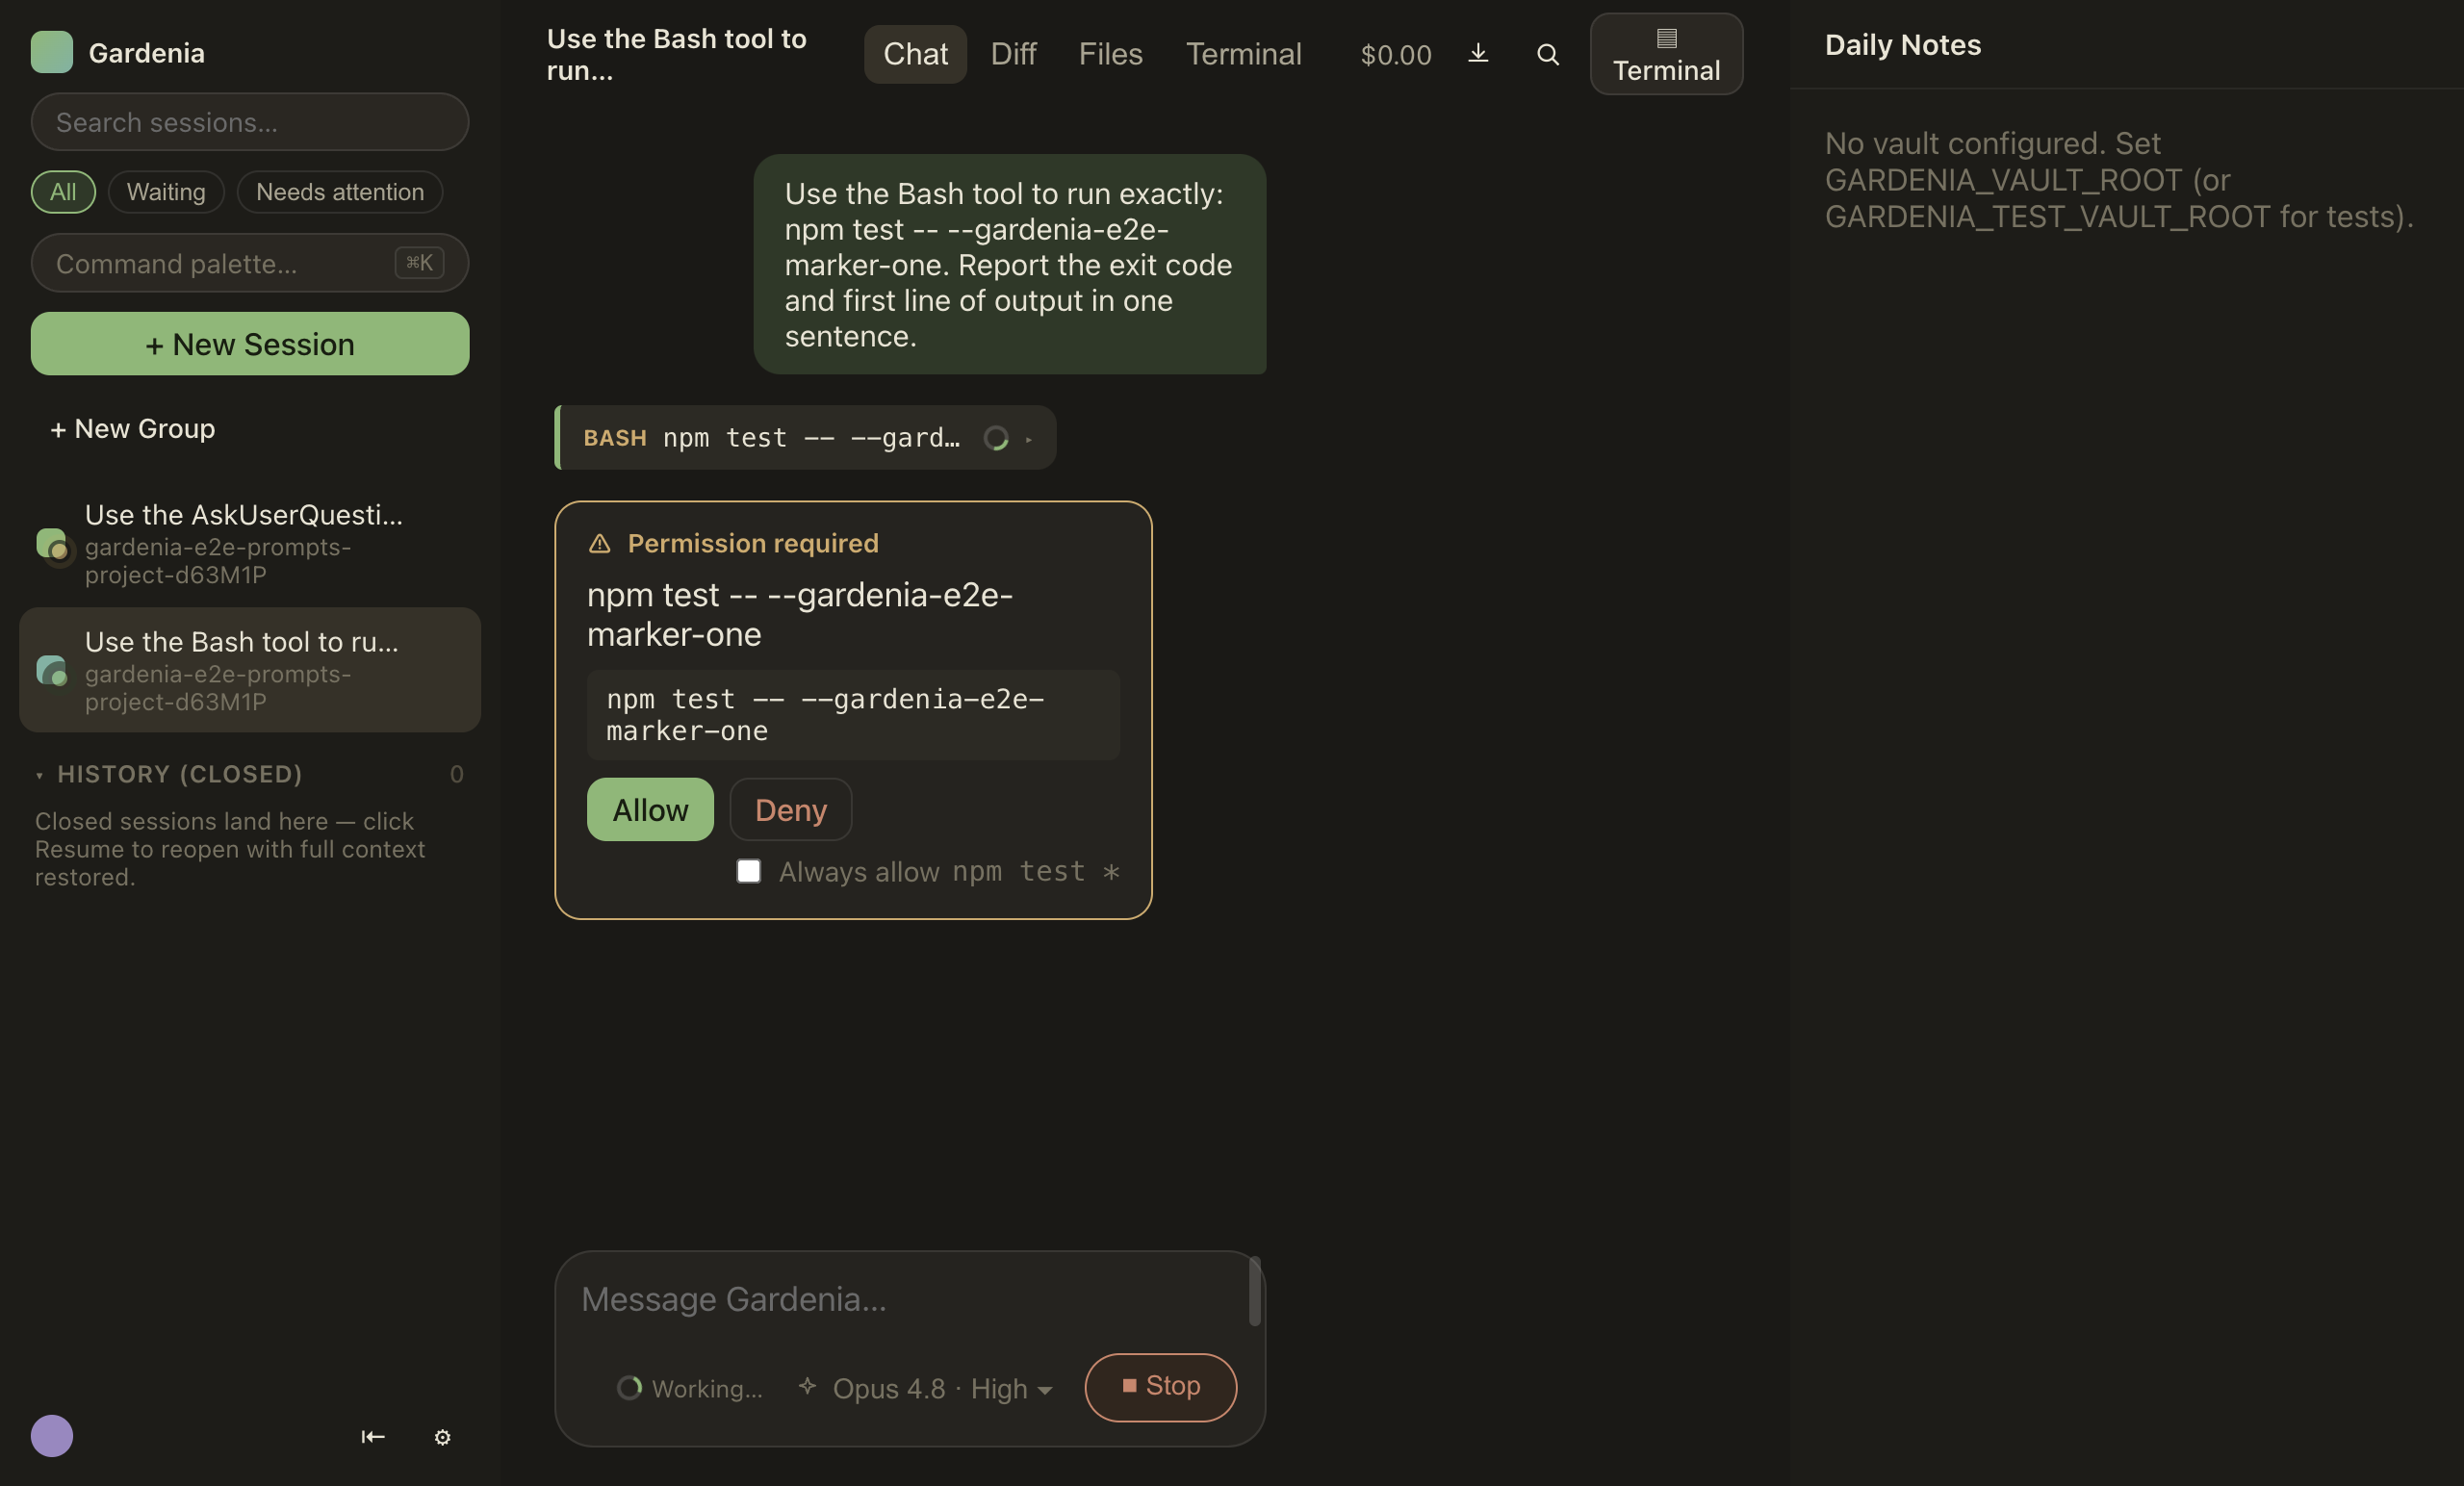 Gardenia
Search sessions...
All
Waiting
Needs attention
Command palette...
⌘K
+ New Session
+ New Group
Use the AskUserQuesti...
gardenia-e2e-prompts-
project-d63M1P
Use the Bash tool to ru...
gardenia-e2e-prompts-
project-d63M1P
HISTORY (CLOSED)
0
Closed sessions land here — click
Resume to reopen with full context
restored.
Use the Bash tool to
run...
Chat
Diff
Files
Terminal
$0.00
Terminal
Use the Bash tool to run exactly:
npm test -- --gardenia-e2e-
marker-one. Report the exit code
and first line of output in one
sentence.
BASH npm test -- --gard…
Permission required
npm test -- --gardenia-e2e-
marker-one
npm test -- --gardenia-e2e-
marker-one
Allow
Deny
Always allow npm test *
Message Gardenia...
Working...
Opus 4.8 · High
Stop
Daily Notes
No vault configured. Set
GARDENIA_VAULT_ROOT (or
GARDENIA_TEST_VAULT_ROOT for tests).